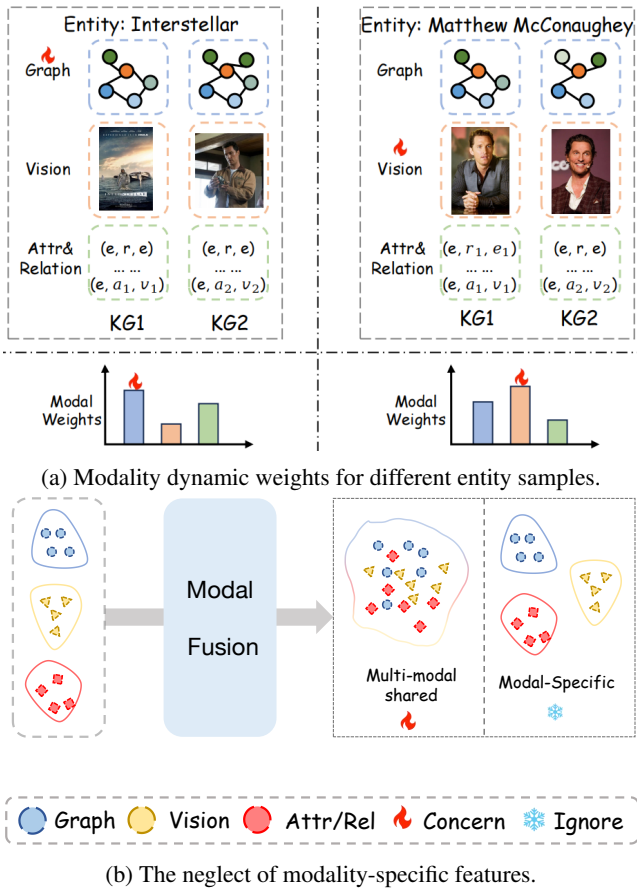 Entity: Interstellar
Graph
Vision
Attr& Relation
(e, r, e)
... ...
(e, a₁, v₁)
(e, r, e)
... ...
(e, a₂, v₂)
KG1 KG2
Entity: Matthew McConaughey
Graph
Vision
Attr& Relation
(e, r₁, e₁)
... ...
(e, a₁, v₁)
(e, r, e)
... ...
(e, a₂, v₂)
KG1 KG2
Modal
Weights
Modal
Weights
(a) Modality dynamic weights for different entity samples.
Modal
Fusion
Multi-modal
shared
Modal-Specific
Graph Vision Attr/Rel Concern Ignore
(b) The neglect of modality-specific features.